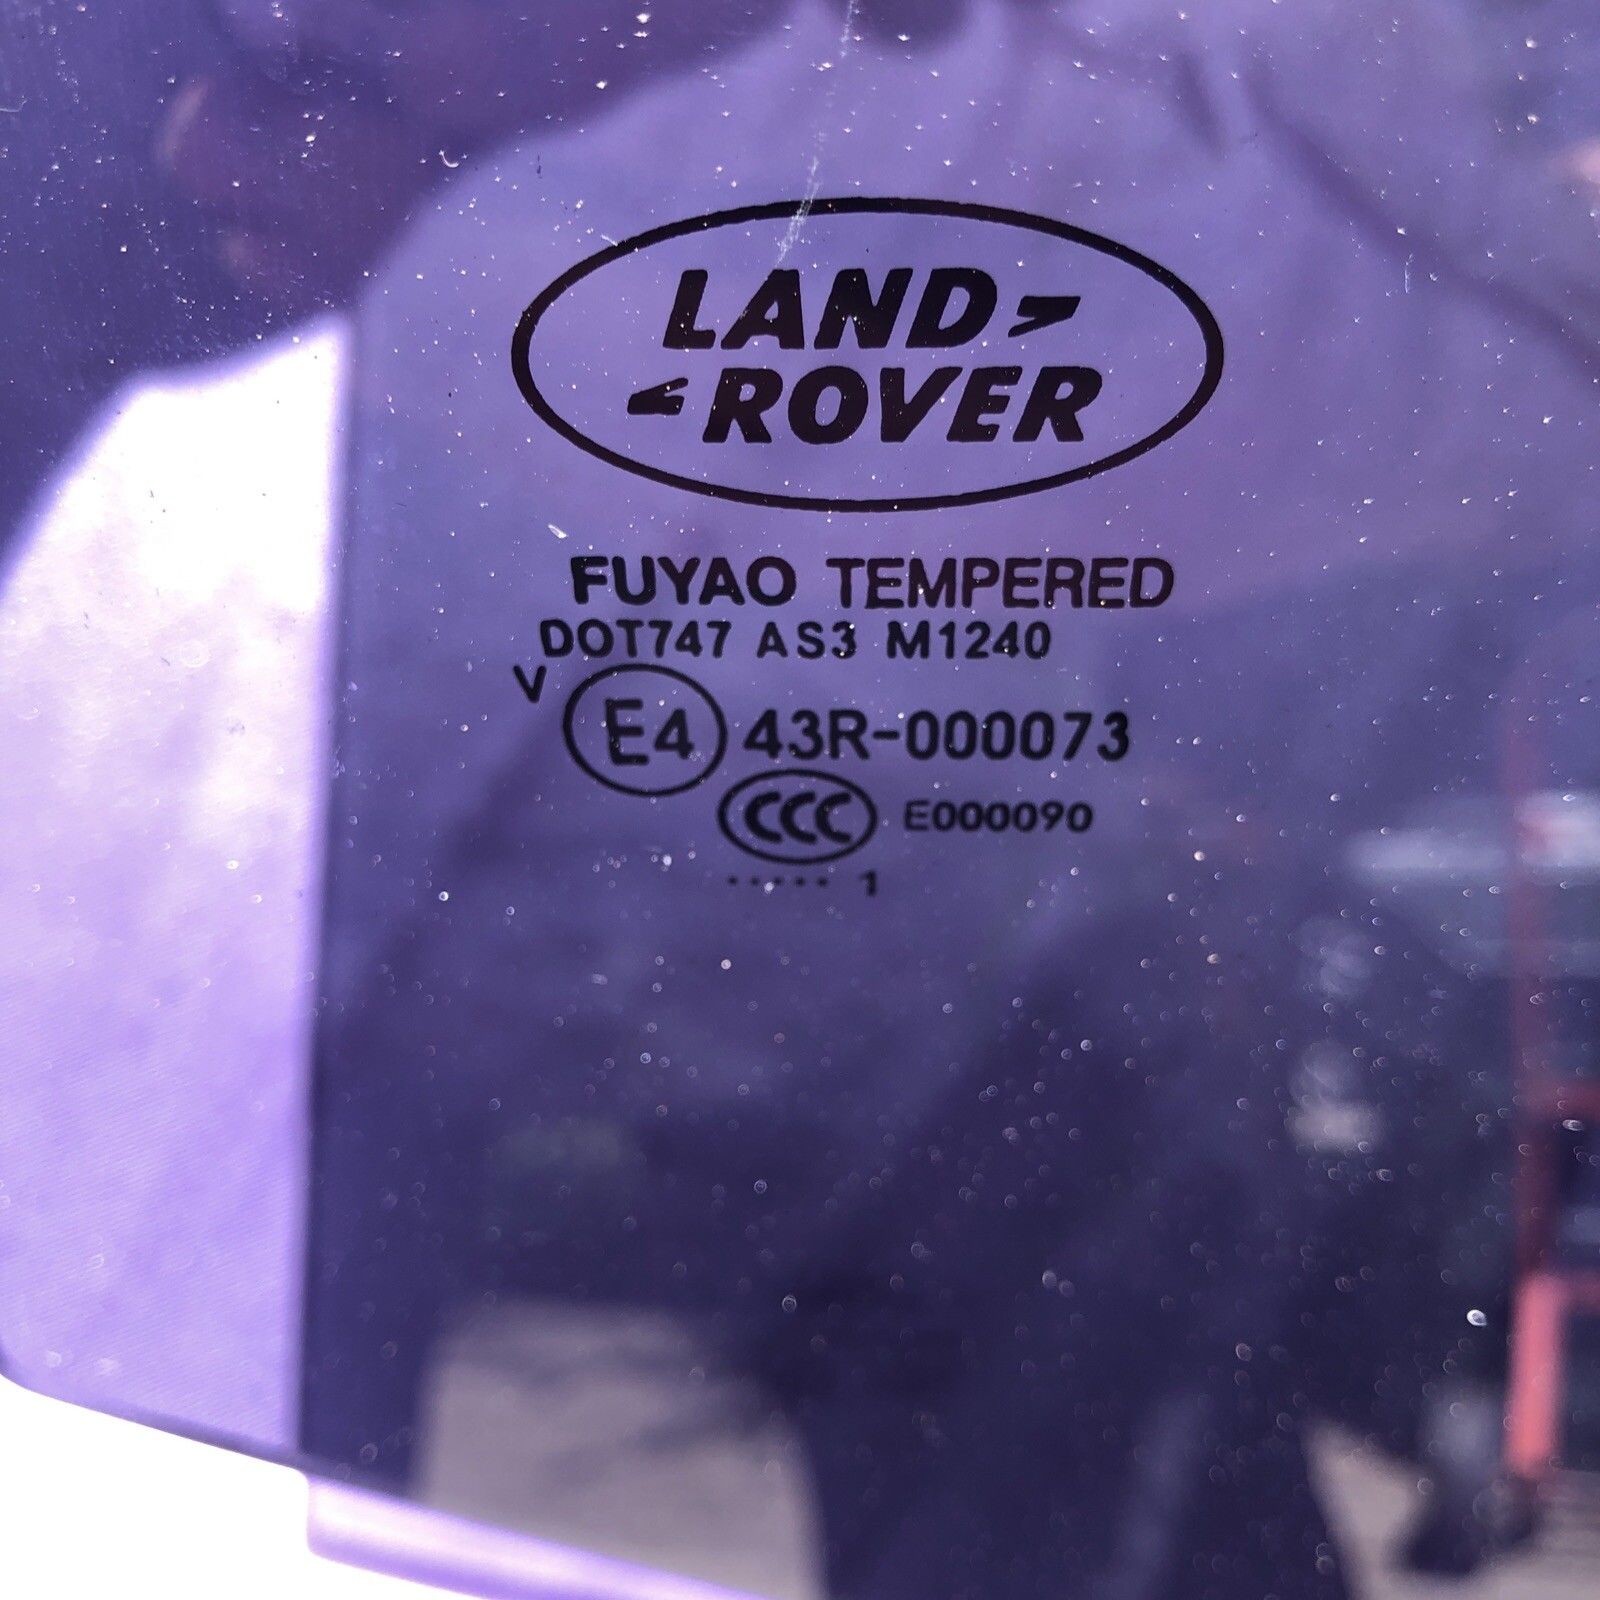 LAND
ROVER
FUYAO TEMPERED
DOT747 AS3 M1240
V E4 43R-000073
CCC E000090
..... 1